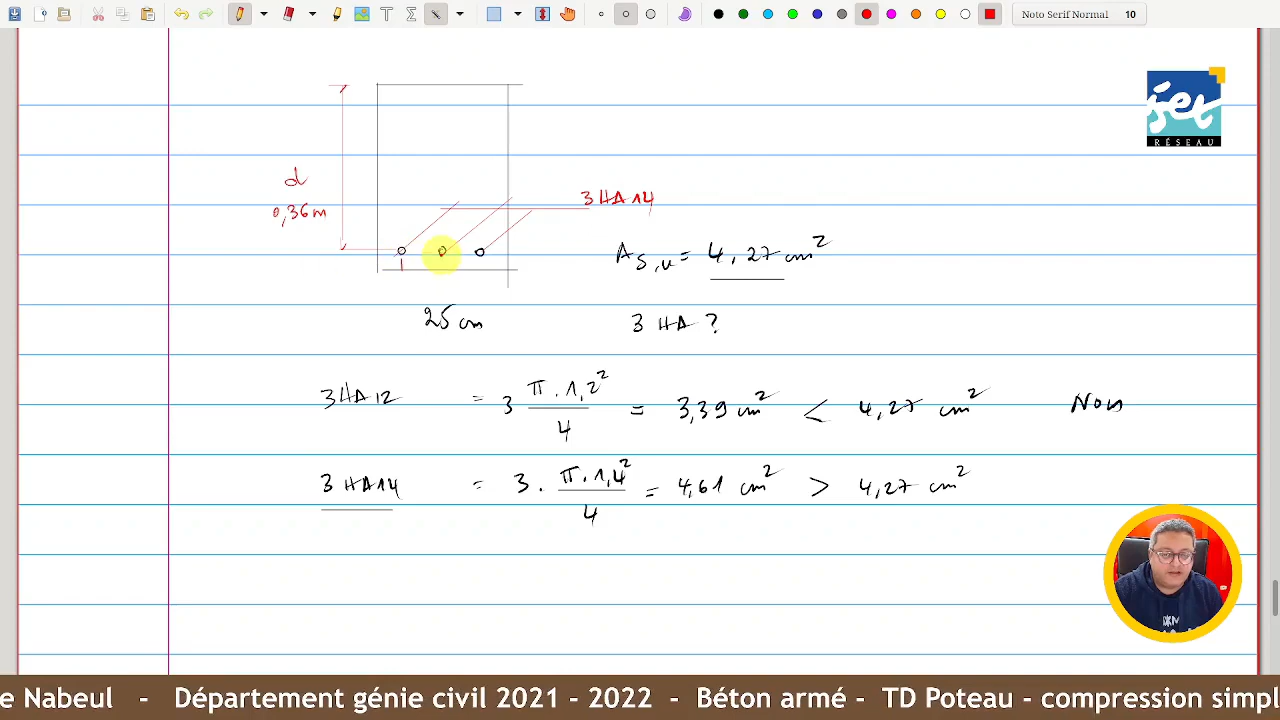 Noto Serif Normal 10
jset
RÉSEAU
d
0,36 m
3 HA 14
As,u = 4,27 cm²
25 cm
3 HA ?
3 HA 12 = 3 π . 1,2² / 4 = 3,39 cm² < 4,27 cm² Non
3 HA 14 = 3 . π . 1,4² / 4 = 4,61 cm² > 4,27 cm²
e Nabeul - Département génie civil 2021 - 2022 - Béton armé - TD Poteau - compression simpl